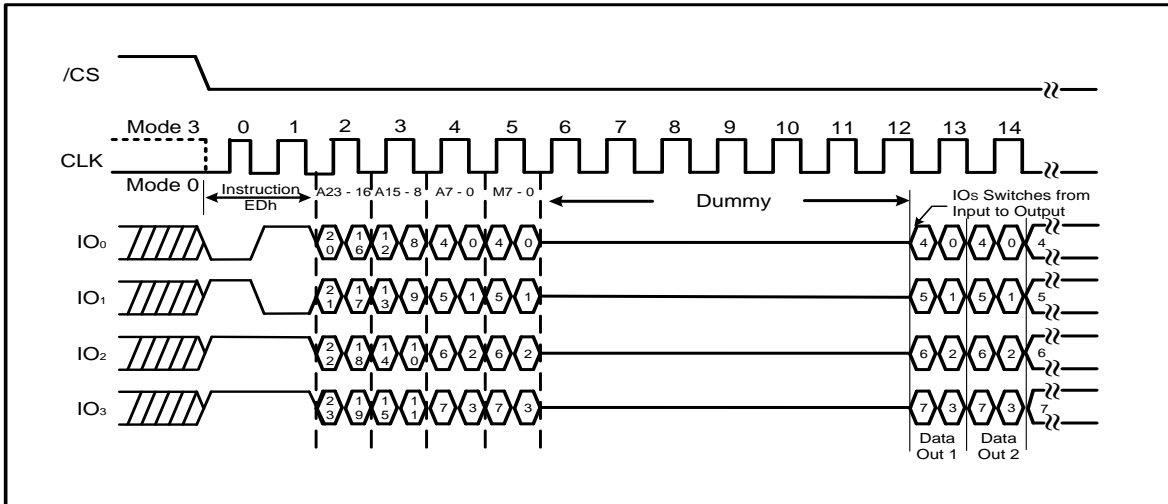 /CS
Mode 3 0 1 2 3 4 5 6 7 8 9 10 11 12 13 14
CLK
Mode 0 Instruction EDh A23 - 16 A15 - 8 A7 - 0 M7 - 0 Dummy IOs Switches from Input to Output
IO0 20 16 12 8 4 0 4 0 4 0 4 0 4
IO1 21 17 13 9 5 1 5 1 5 1 5 1 5
IO2 22 18 14 10 6 2 6 2 6 2 6 2 6
IO3 23 19 15 11 7 3 7 3 7 3 7 3 7
Data Out 1 Data Out 2